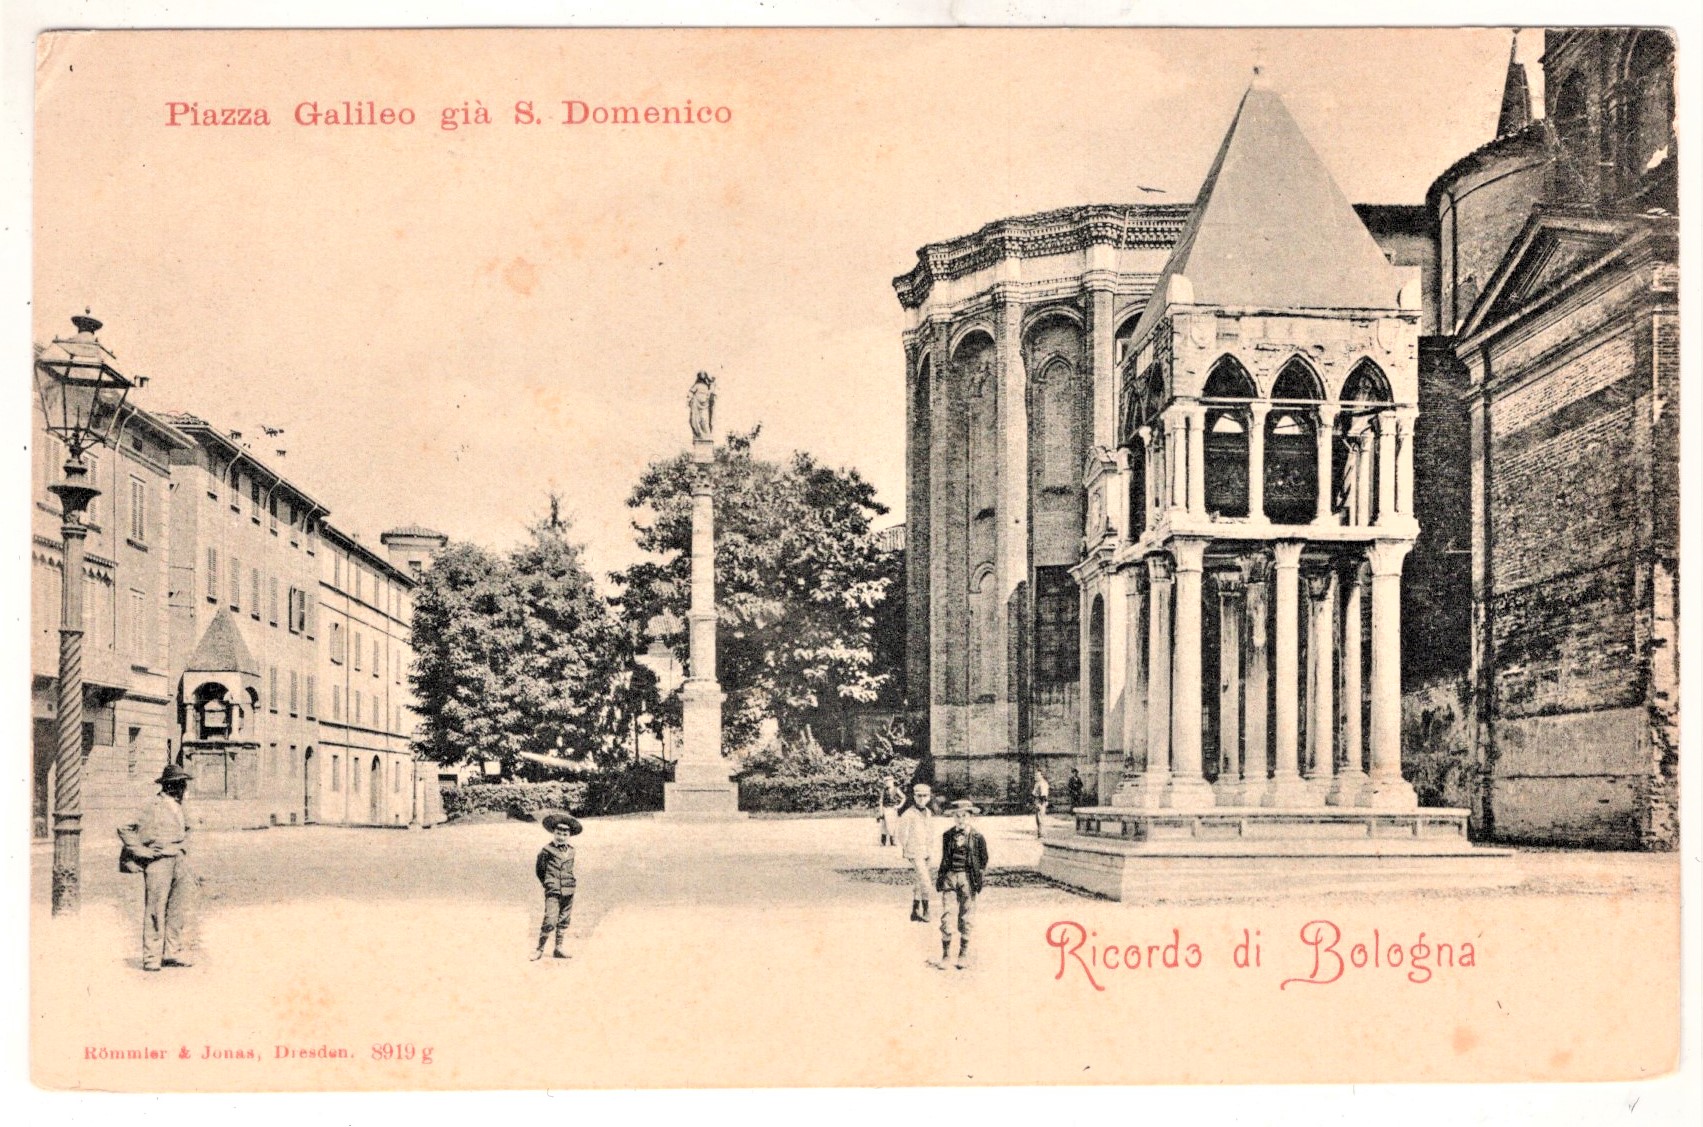 Piazza Galileo già S. Domenico
Ricordo di Bologna
Römmler & Jonas, Dresden. 8919 g